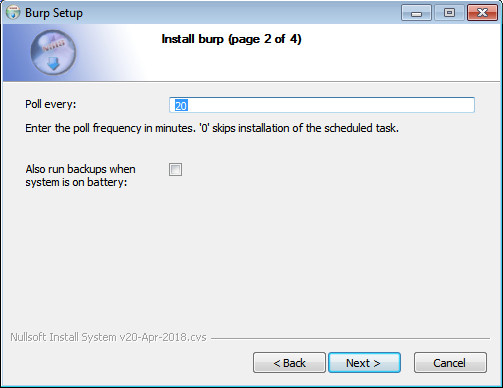 Burp Setup
Install burp (page 2 of 4)
Poll every:
20
Enter the poll frequency in minutes. '0' skips installation of the scheduled task.
Also run backups when
system is on battery:
Nullsoft Install System v20-Apr-2018.cvs
< Back
Next >
Cancel